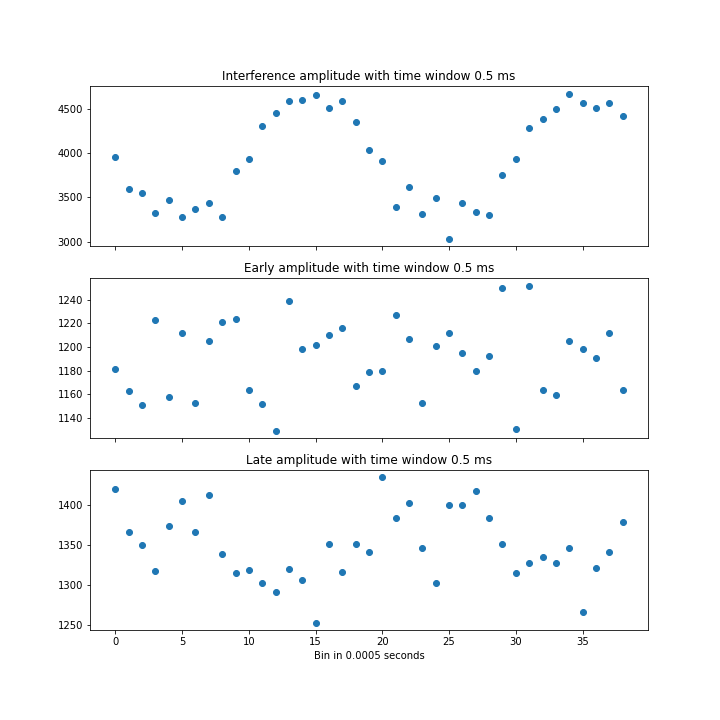 Interference amplitude with time window 0.5 ms
4500
4000
3500
3000
Early amplitude with time window 0.5 ms
1240
1220
1200
1180
1160
1140
Late amplitude with time window 0.5 ms
1400
1350
1300
1250
0 5 10 15 20 25 30 35
Bin in 0.0005 seconds